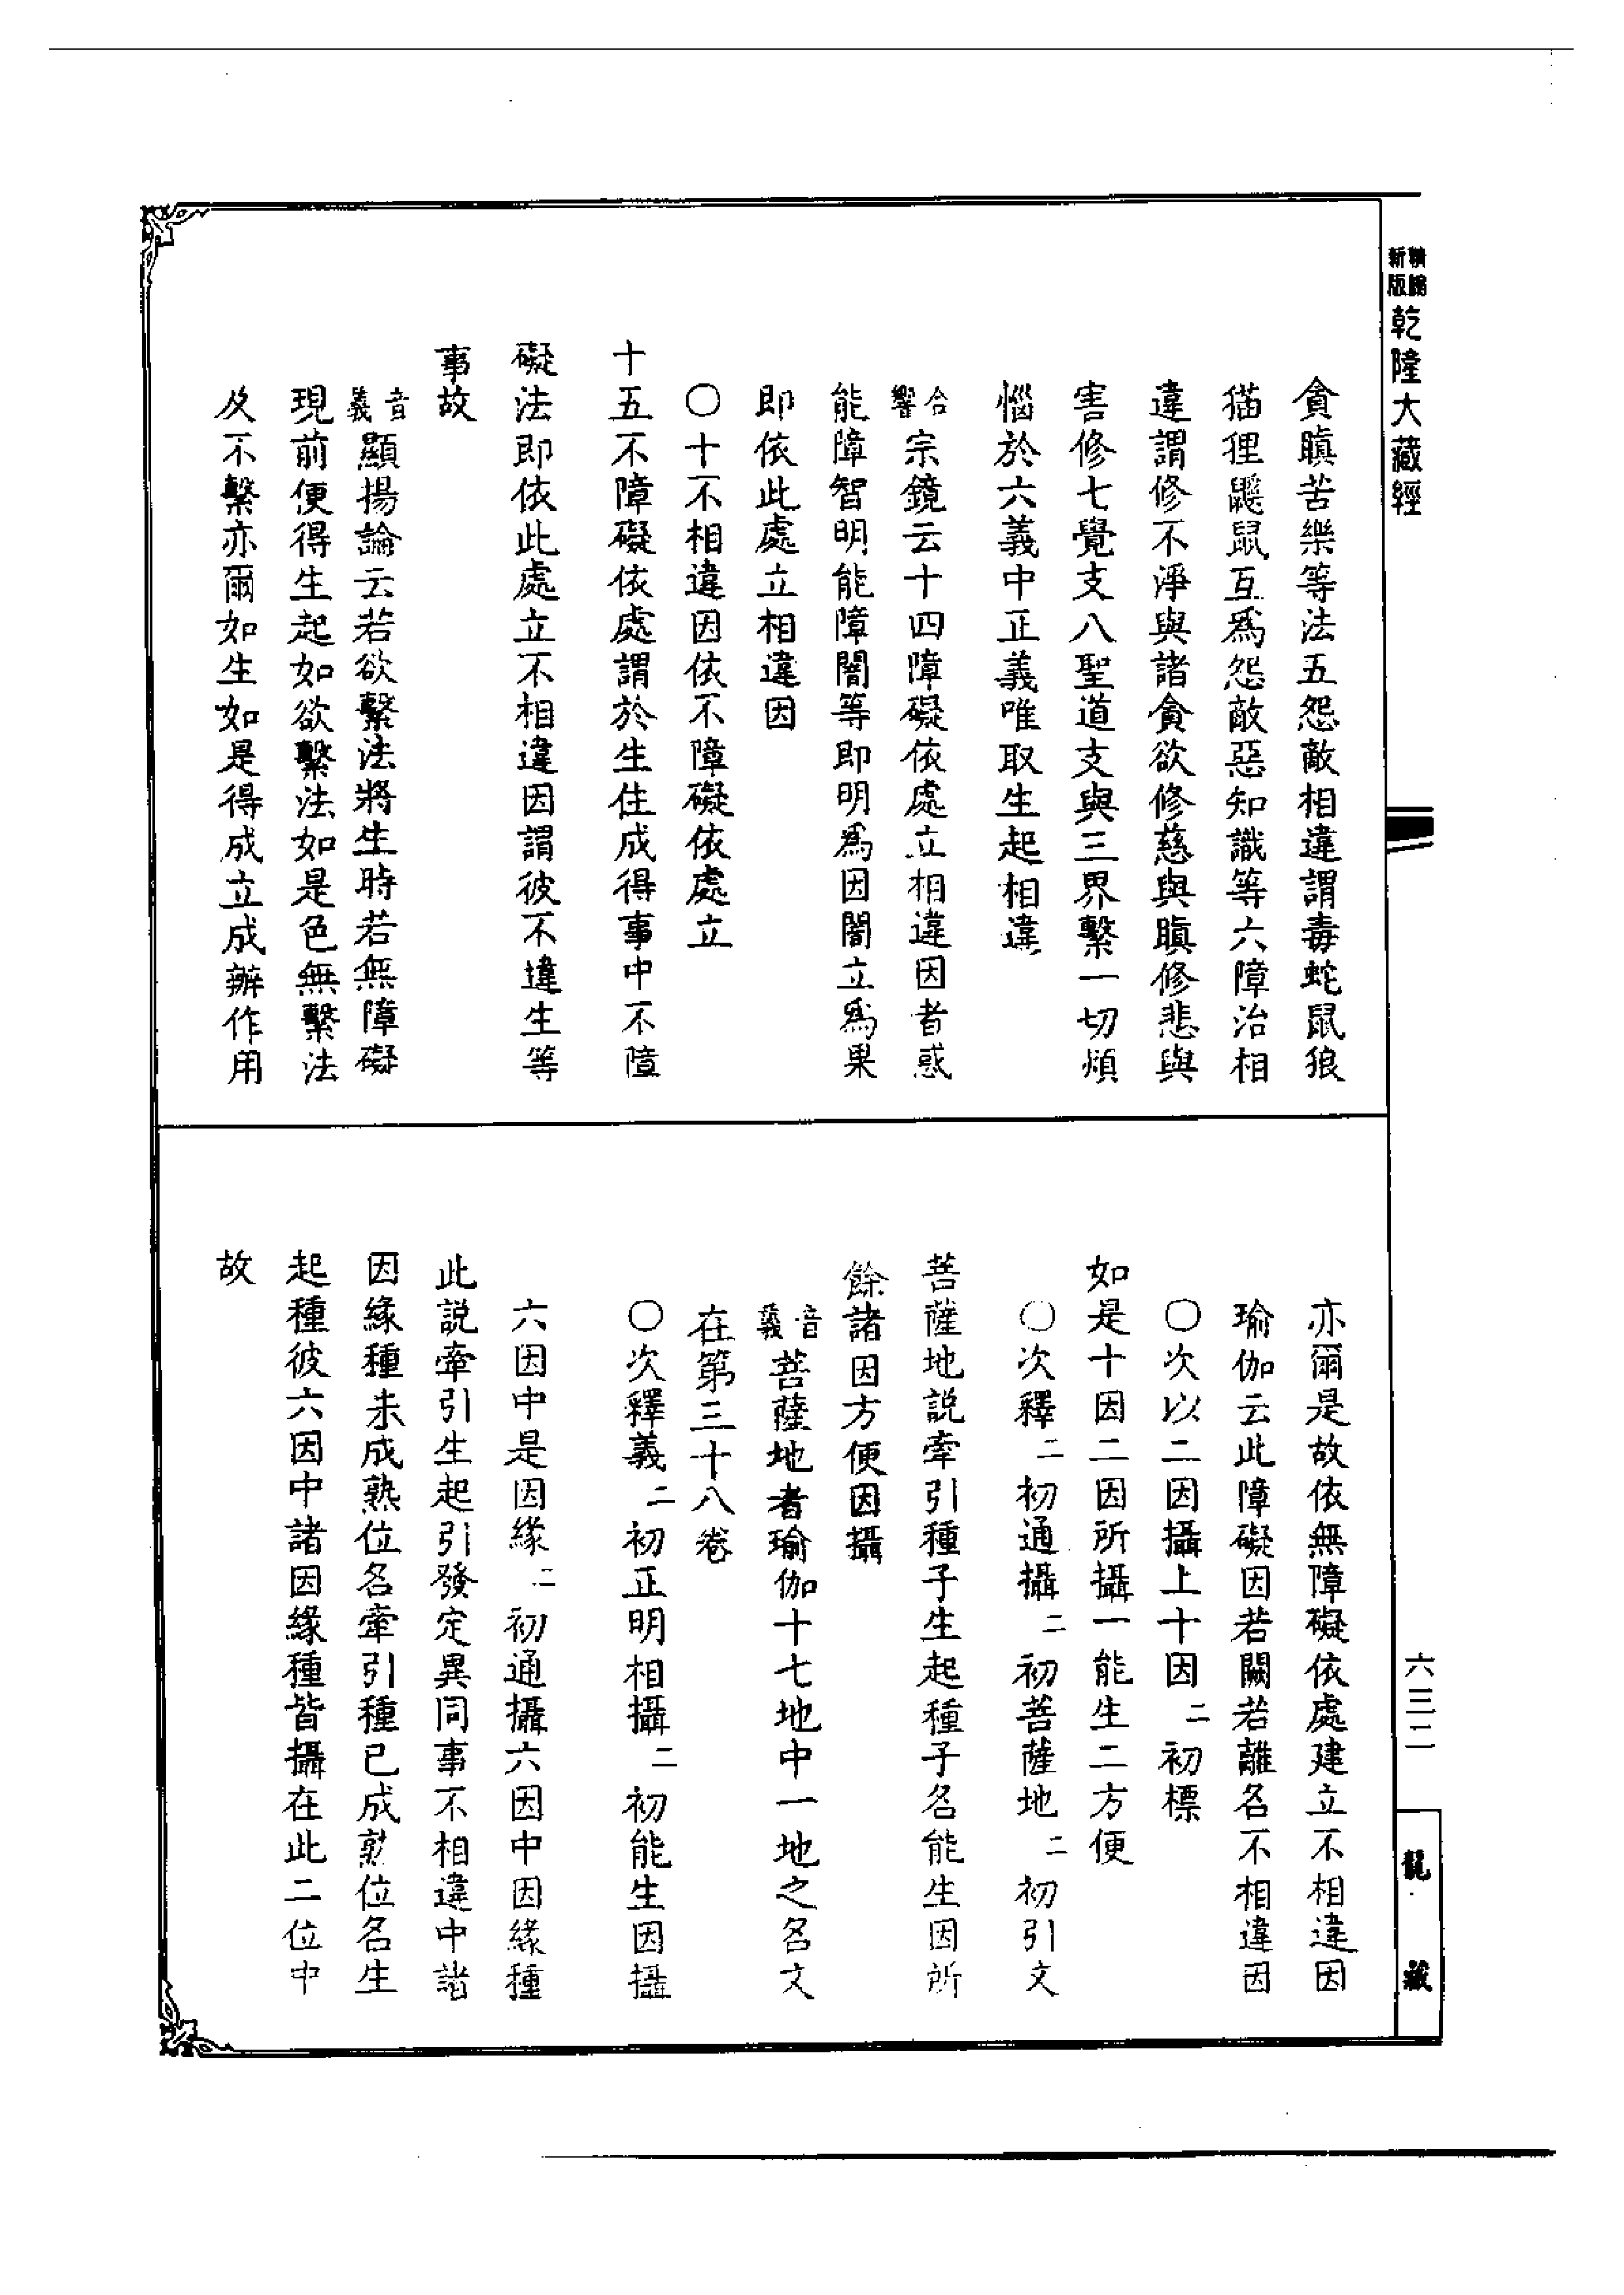 精縮新版乾隆大藏經
貪瞋苦樂等法五怨敵相違謂毒蛇鼠狼
猫狸鼷鼠互為怨敵惡知識等六障治相
違謂修不淨與諸貪欲修慈與瞋修悲與
害修七覺支八聖道支與三界繫一切煩
惱於六義中正義唯取生起相違
合響宗鏡云十四障礙依處立相違因者惑
能障智明能障闇等即明為因闇立為果
即依此處立相違因
〇十不相違因依不障礙依處立
十五不障礙依處謂於生住成得事中不障
礙法即依此處立不相違因謂彼不違生等
事故
音義顯揚論云若欲繫法將生時若無障礙
現前便得生起如欲繫法如是色無繫法
及不繫亦爾如生如是得成立成辦作用
亦爾是故依無障礙依處建立不相違因
瑜伽云此障礙因若闕若離名不相違因
〇次以二因攝上十因二初標
如是十因二因所攝一能生二方便
〇次釋二初通攝二初菩薩地二初引文
菩薩地説牽引種子生起種子名能生因所
餘諸因方便因攝
音義菩薩地者瑜伽十七地中一地之名文
在第三十八卷
〇次釋義二初正明相攝二初能生因攝
六因中是因緣二初通攝六因中因緣種
此説牽引生起引發定異同事不相違中諸
因緣種未成熟位名牽引種已成熟位名生
起種彼六因中諸因緣種皆攝在此二位中
故
六三二
龍藏